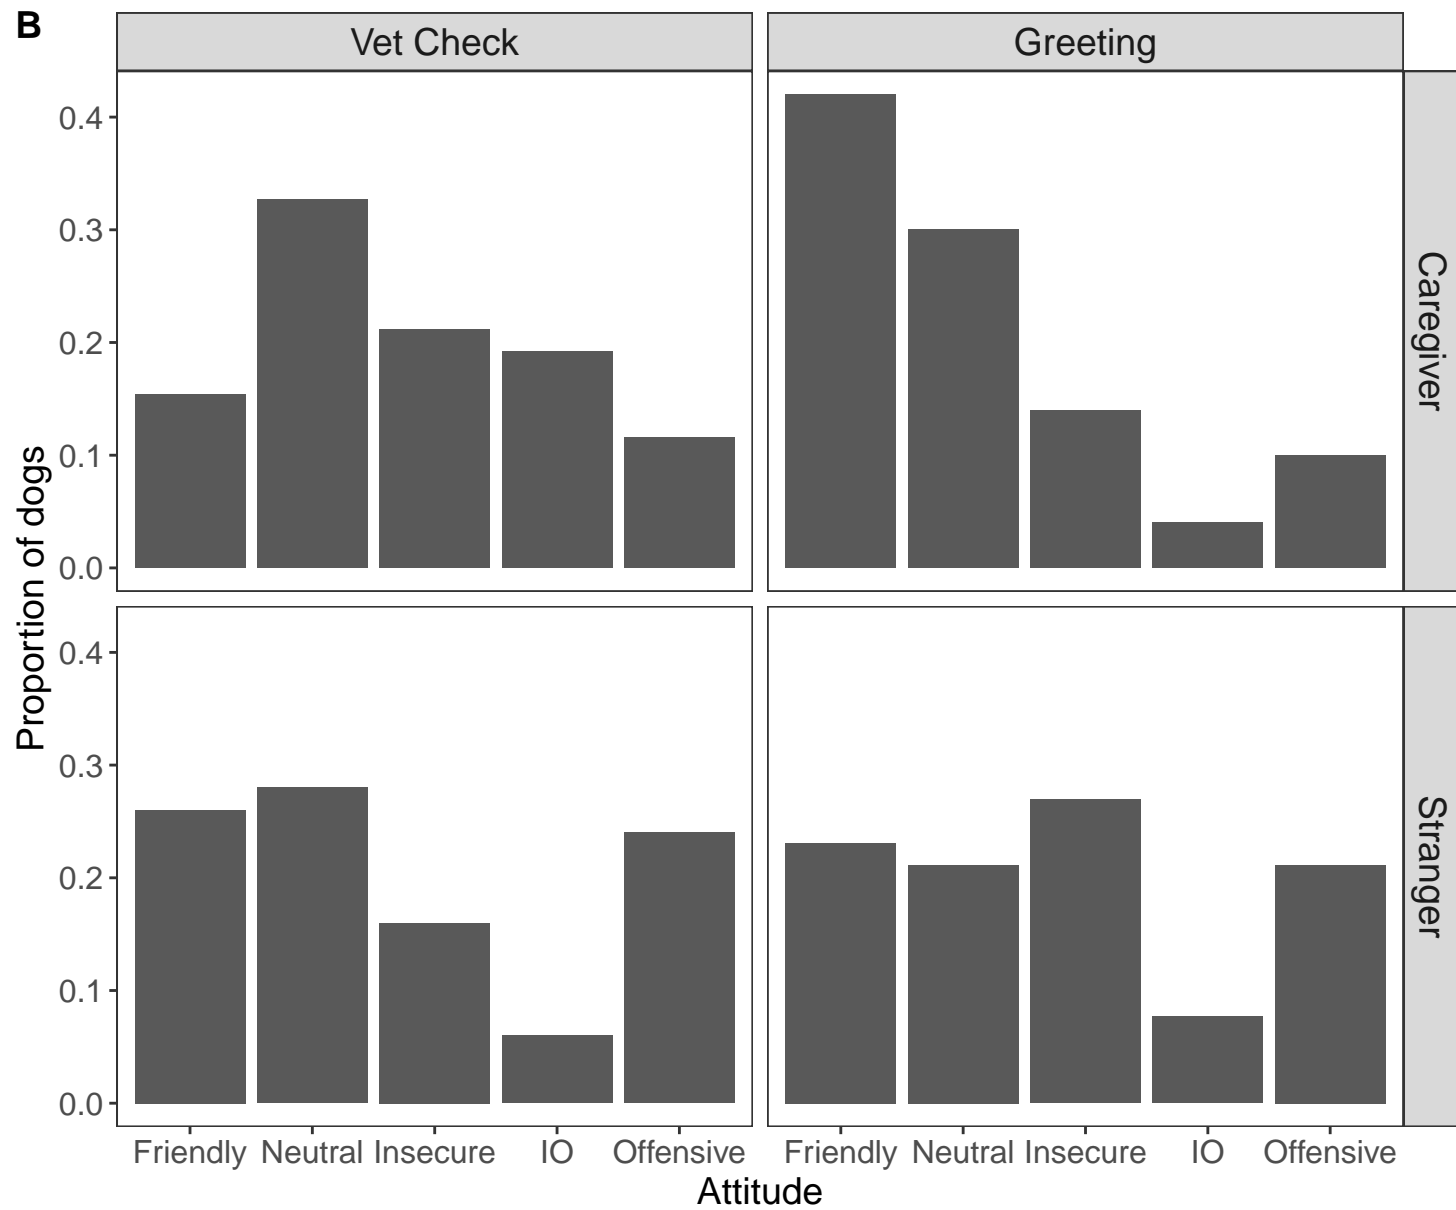 B
Vet Check
Greeting
Caregiver
0.4
0.3
0.2
0.1
0.0
Proportion of dogs
Stranger
0.4
0.3
0.2
0.1
0.0
Friendly Neutral Insecure IO Offensive
Friendly Neutral Insecure IO Offensive
Attitude